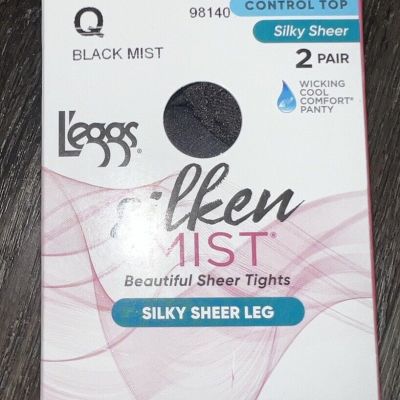 Q
98140
CONTROL TOP
BLACK MIST
Silky Sheer
2 PAIR
WICKING
COOL
COMFORT®
PANTY
L'eggs®
silken
MIST®
Beautiful Sheer Tights
SILKY SHEER LEG